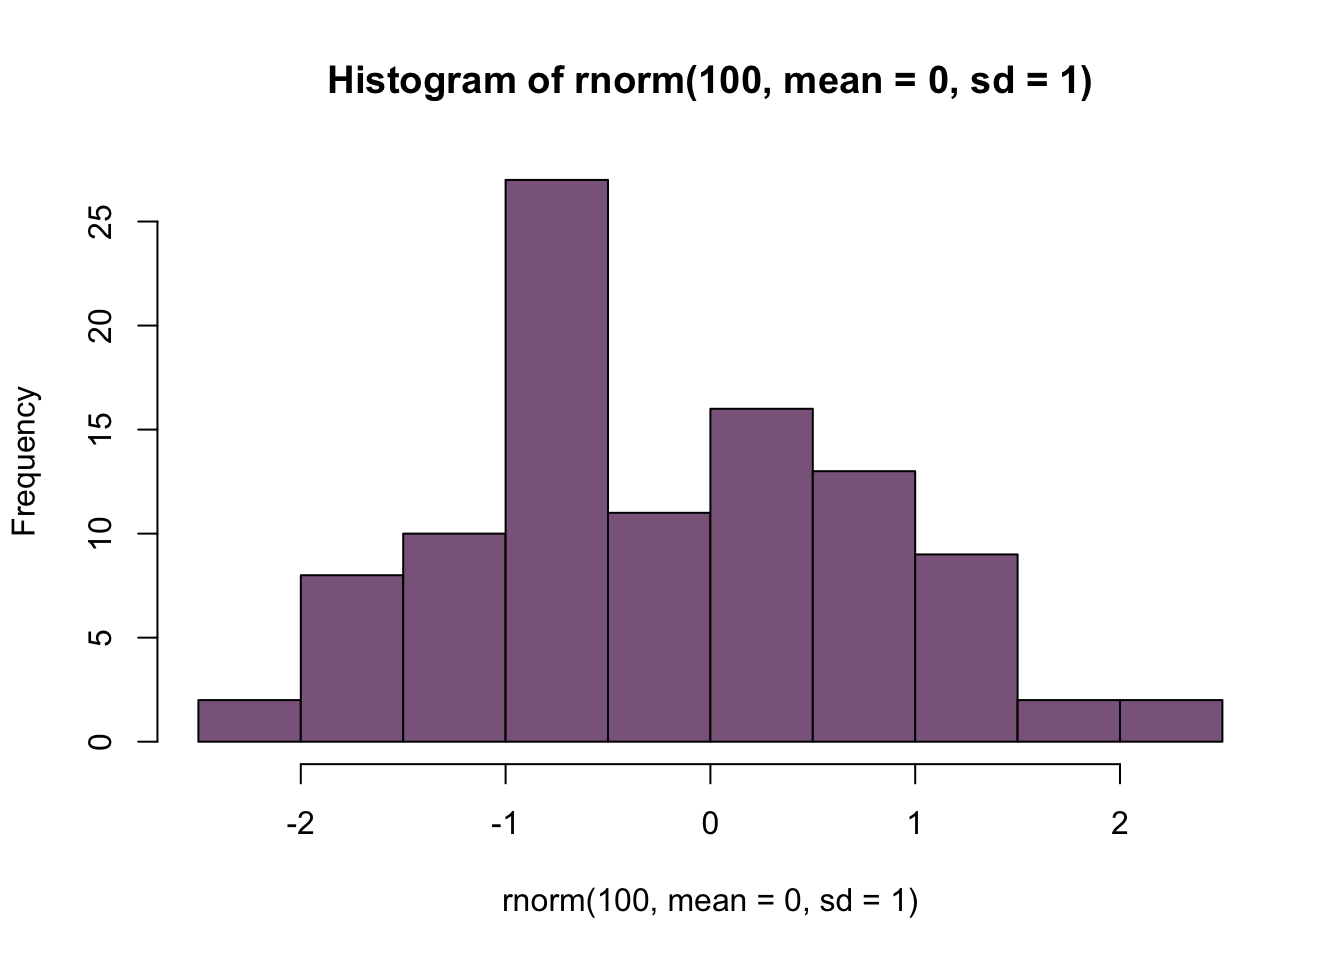 Histogram of rnorm(100, mean = 0, sd = 1)
Frequency
25
20
15
10
5
0
-2 -1 0 1 2
rnorm(100, mean = 0, sd = 1)